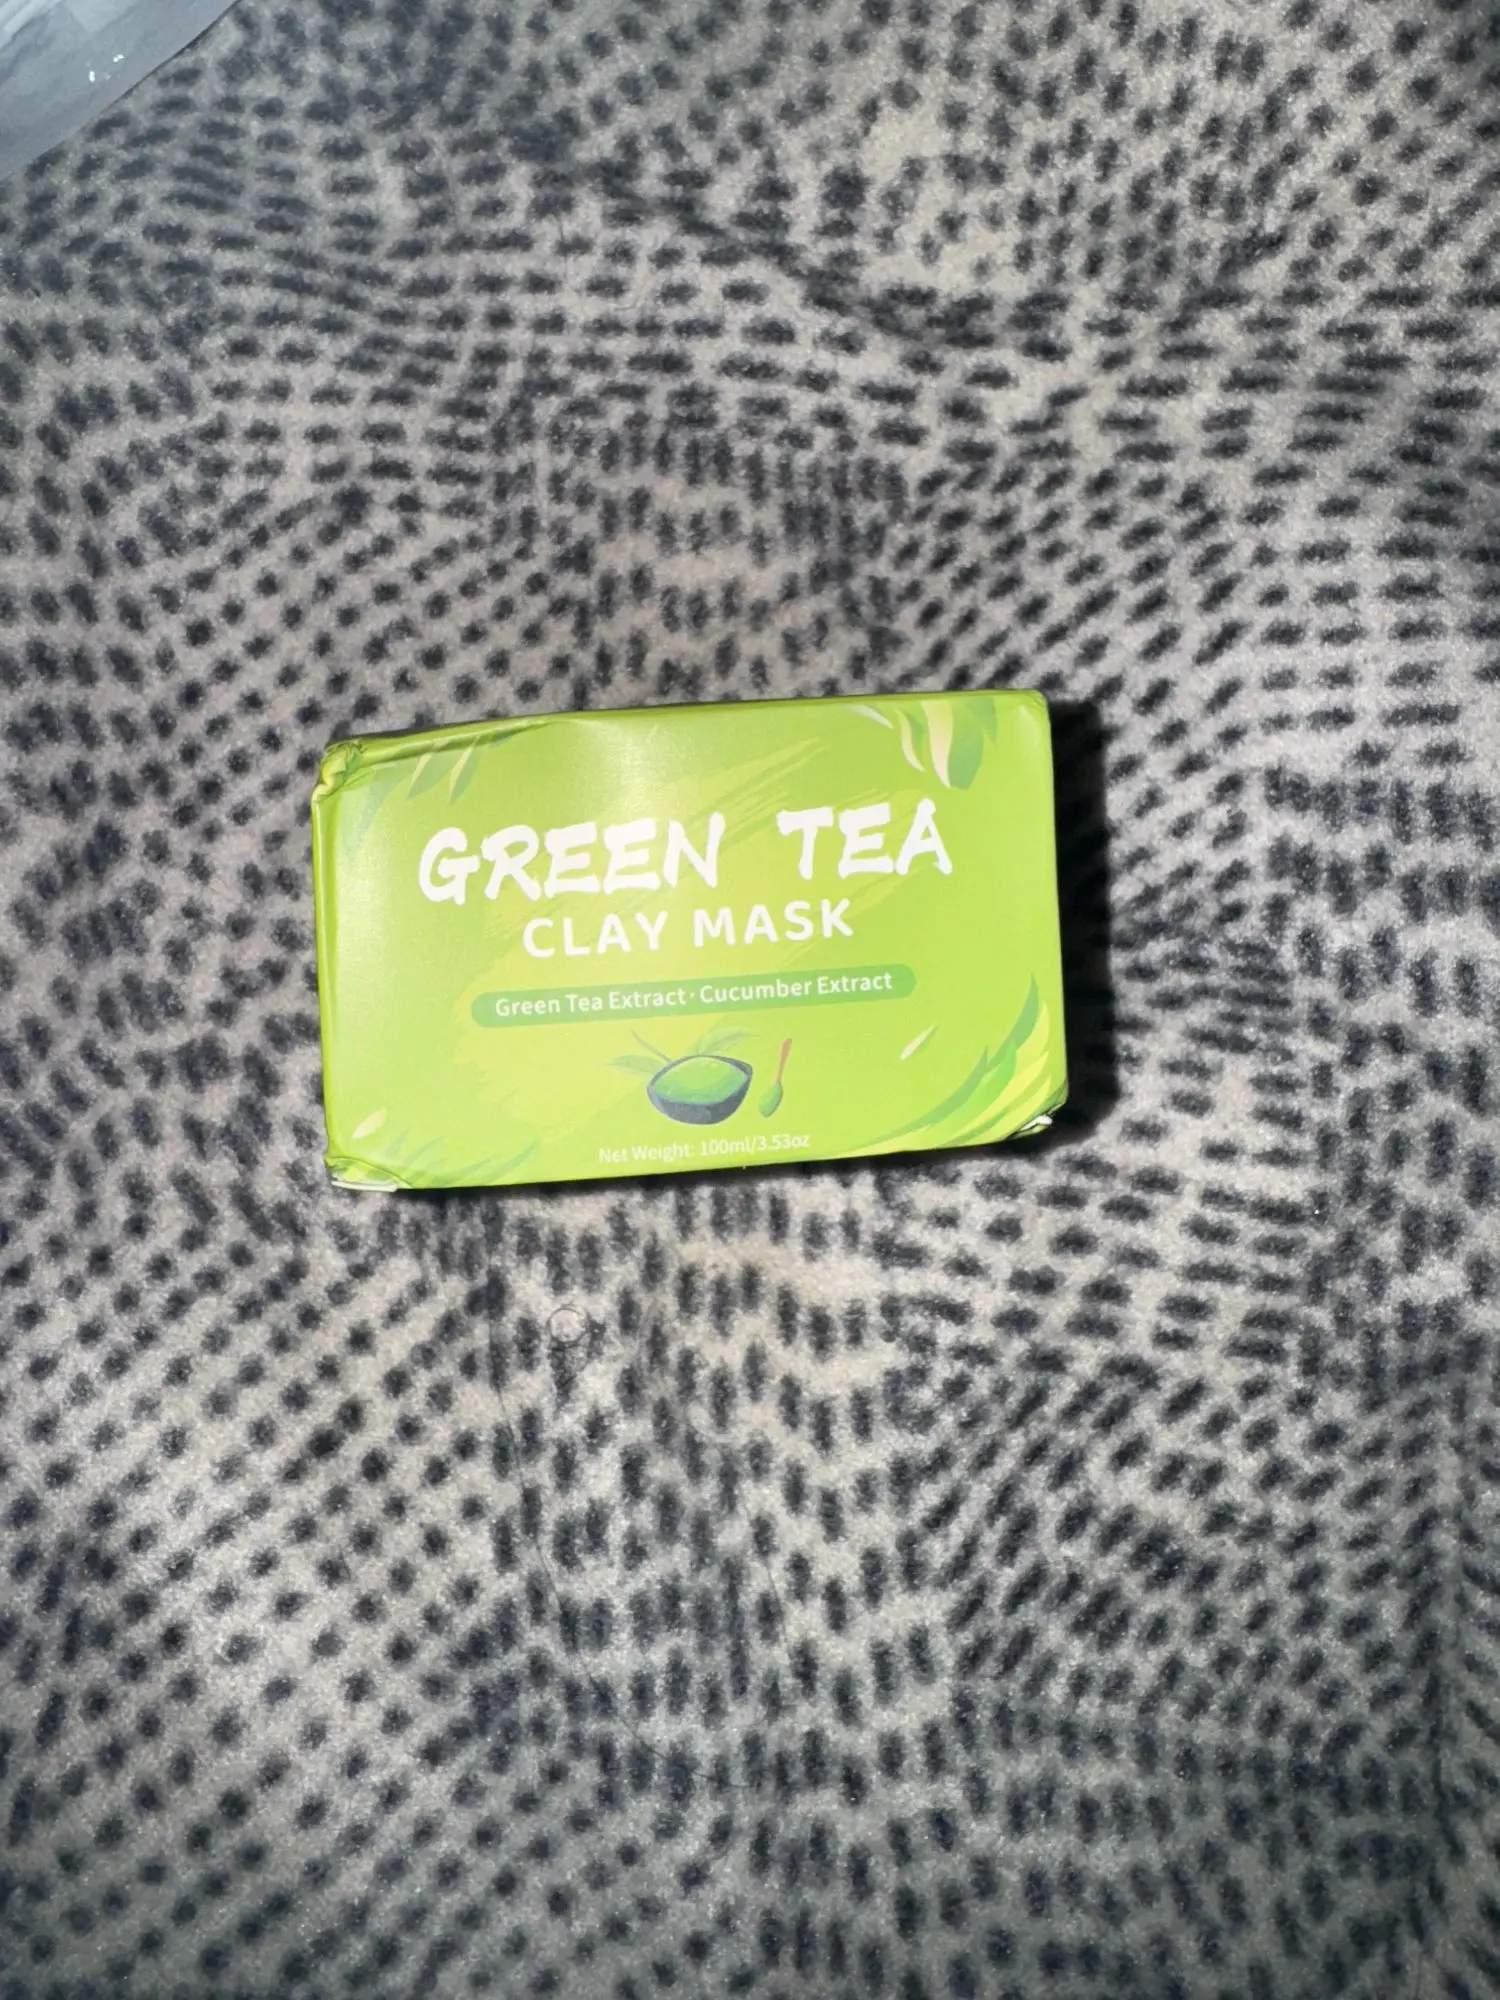 GREEN TEA
CLAY MASK
Green Tea Extract · Cucumber Extract
Net Weight: 100ml/3.53oz